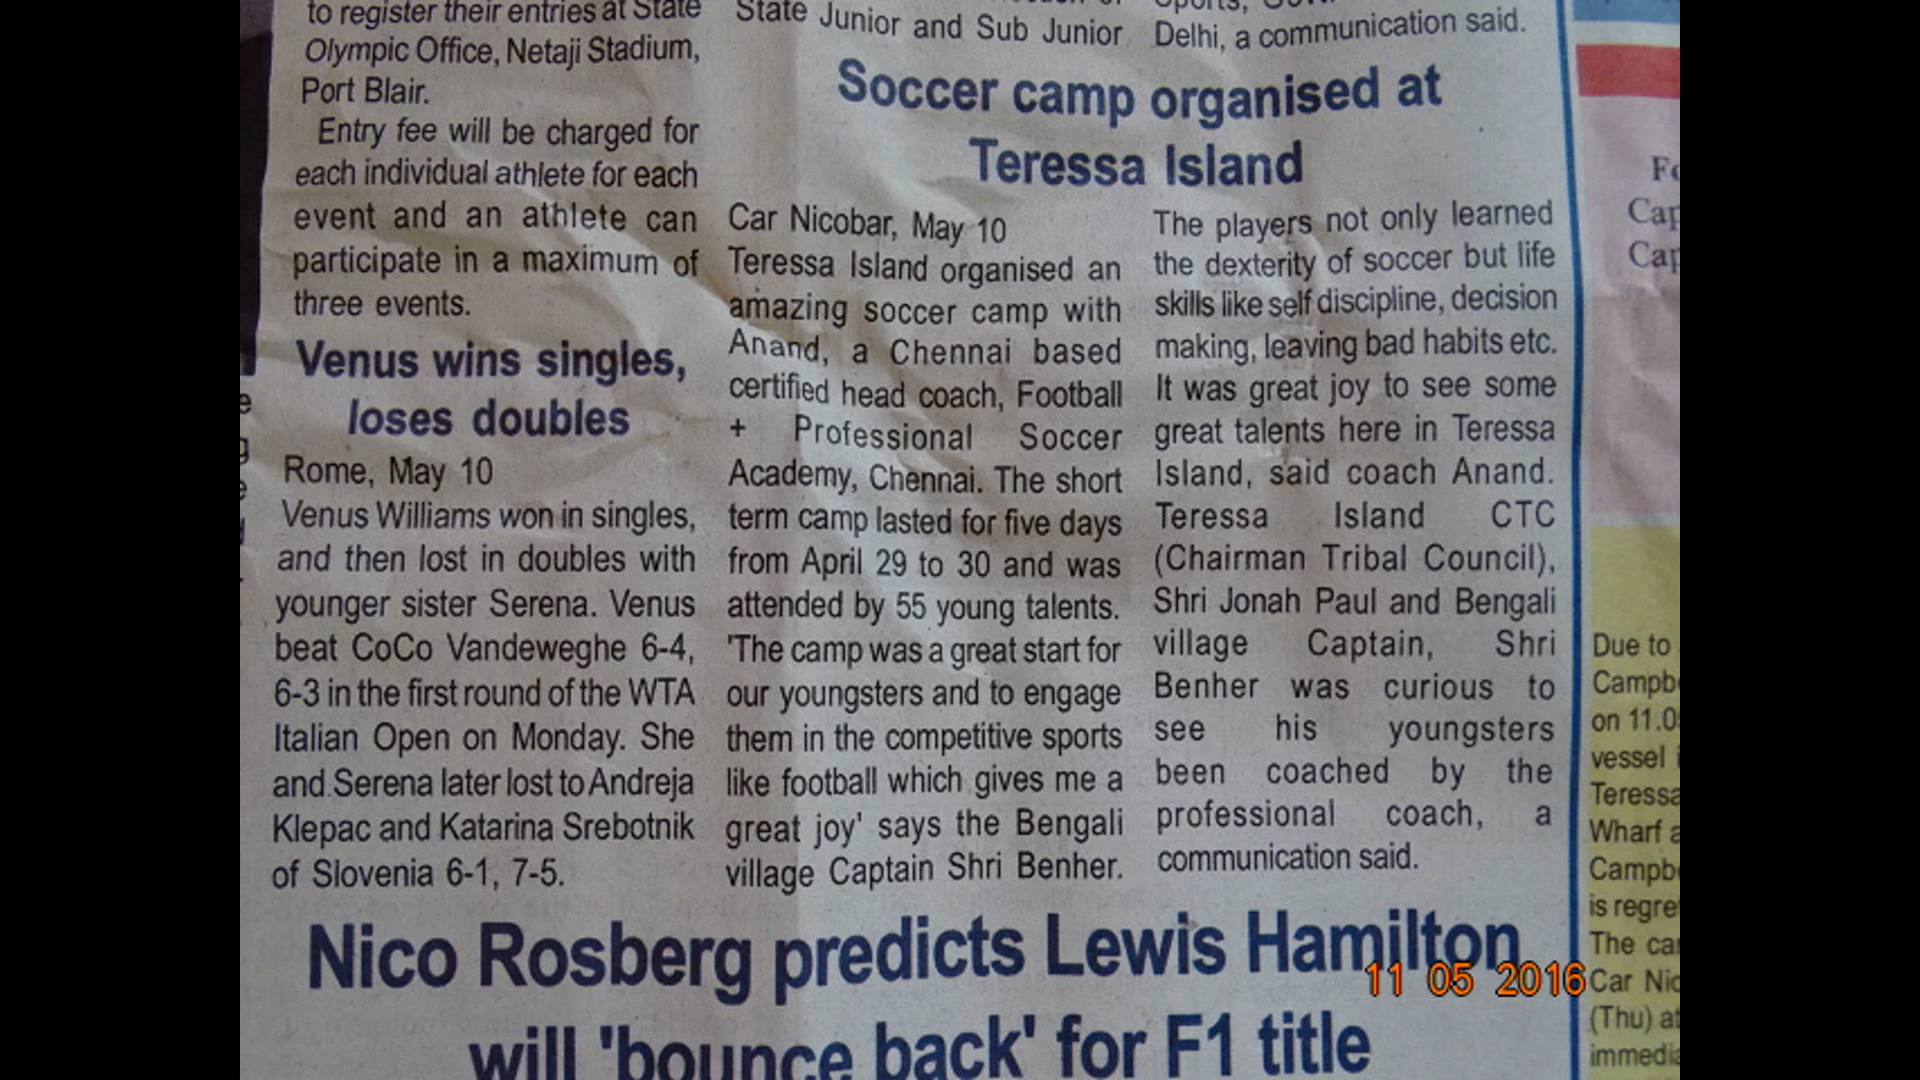 to register their entries at State
Olympic Office, Netaji Stadium,
Port Blair.
Entry fee will be charged for
each individual athlete for each
event and an athlete can
participate in a maximum of
three events.
Venus wins singles,
loses doubles
Rome, May 10
Venus Williams won in singles,
and then lost in doubles with
younger sister Serena. Venus
beat CoCo Vandeweghe 6-4,
6-3 in the first round of the WTA
Italian Open on Monday. She
and Serena later lost to Andreja
Klepac and Katarina Srebotnik
of Slovenia 6-1, 7-5.
State Junior and Sub Junior
Delhi, a communication said.
Soccer camp organised at
Teressa Island
Car Nicobar, May 10
Teressa Island organised an
amazing soccer camp with
Anand, a Chennai based
certified head coach, Football
+ Professional Soccer
Academy, Chennai. The short
term camp lasted for five days
from April 29 to 30 and was
attended by 55 young talents.
'The camp was a great start for
our youngsters and to engage
them in the competitive sports
like football which gives me a
great joy' says the Bengali
village Captain Shri Benher.
The players not only learned
the dexterity of soccer but life
skills like self discipline, decision
making, leaving bad habits etc.
It was great joy to see some
great talents here in Teressa
Island, said coach Anand.
Teressa Island CTC
(Chairman Tribal Council),
Shri Jonah Paul and Bengali
village Captain, Shri
Benher was curious to
see his youngsters
been coached by the
professional coach, a
communication said.
Nico Rosberg predicts Lewis Hamilton
will 'bounce back' for F1 title
Due to
on 11.0
vessel
Teressa
Wharf
is regre
The
Car
(Thu)
11 05 2016